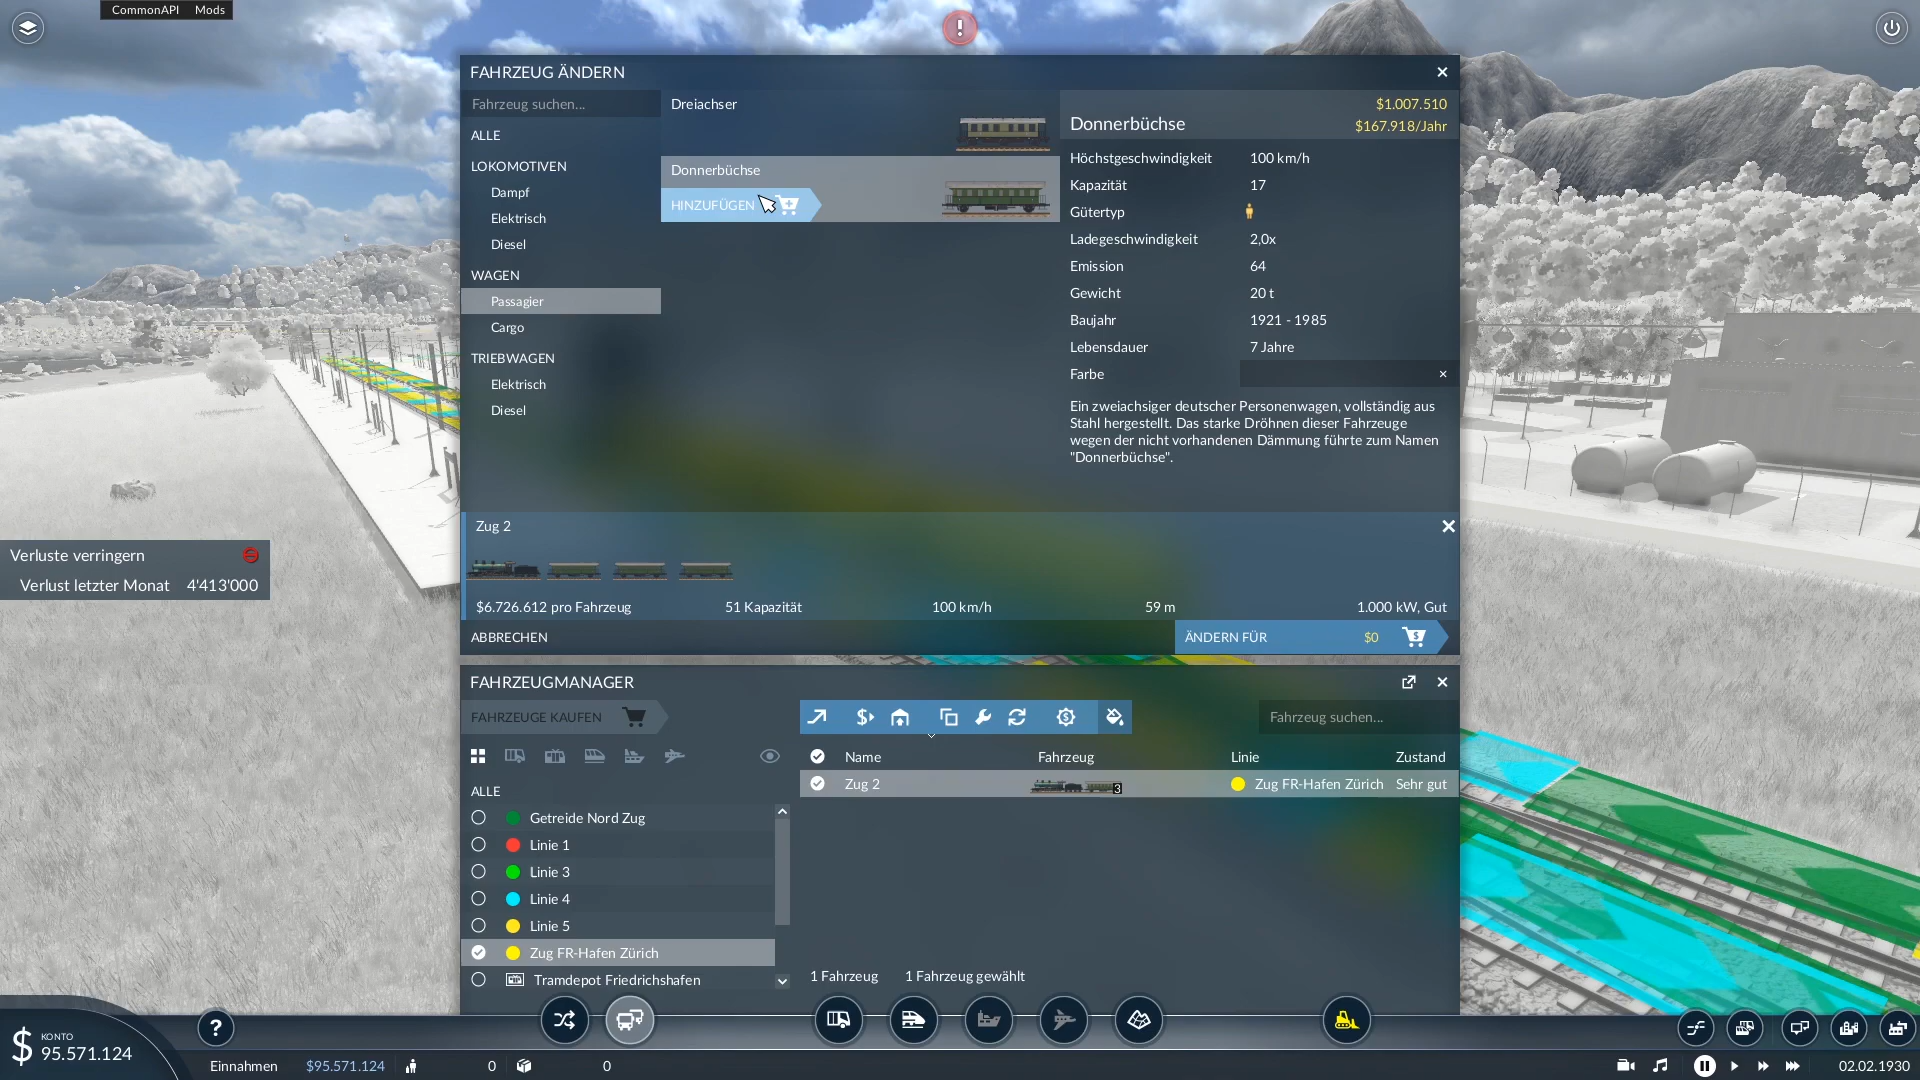 CommonAPI Mods
FAHRZEUG ÄNDERN
Fahrzeug suchen...
ALLE
LOKOMOTIVEN
Dampf
Elektrisch
Diesel
WAGEN
Passagier
Cargo
TRIEBWAGEN
Elektrisch
Diesel
Dreiachser
Donnerbüchse
HINZUFÜGEN
$1.007.510
Donnerbüchse
$167.918/Jahr
Höchstgeschwindigkeit 100 km/h
Kapazität 17
Gütertyp
Ladegeschwindigkeit 2,0x
Emission 64
Gewicht 20 t
Baujahr 1921 - 1985
Lebensdauer 7 Jahre
Farbe
Ein zweiachsiger deutscher Personenwagen, vollständig aus
Stahl hergestellt. Das starke Dröhnen dieser Fahrzeuge
wegen der nicht vorhandenen Dämmung führte zum Namen
"Donnerbüchse".
Zug 2
$6.726.612 pro Fahrzeug 51 Kapazität 100 km/h 59 m 1.000 kW, Gut
ABBRECHEN
ÄNDERN FÜR $0
Verluste verringern
Verlust letzter Monat 4'413'000
FAHRZEUGMANAGER
FAHRZEUGE KAUFEN
Fahrzeug suchen...
ALLE
Getreide Nord Zug
Linie 1
Linie 3
Linie 4
Linie 5
Zug FR-Hafen Zürich
Tramdepot Friedrichshafen
Name Fahrzeug Linie Zustand
Zug 2 3 Zug FR-Hafen Zürich Sehr gut
1 Fahrzeug 1 Fahrzeug gewählt
KONTO
$ 95.571.124
?
Einnahmen $95.571.124 0 0
02.02.1930